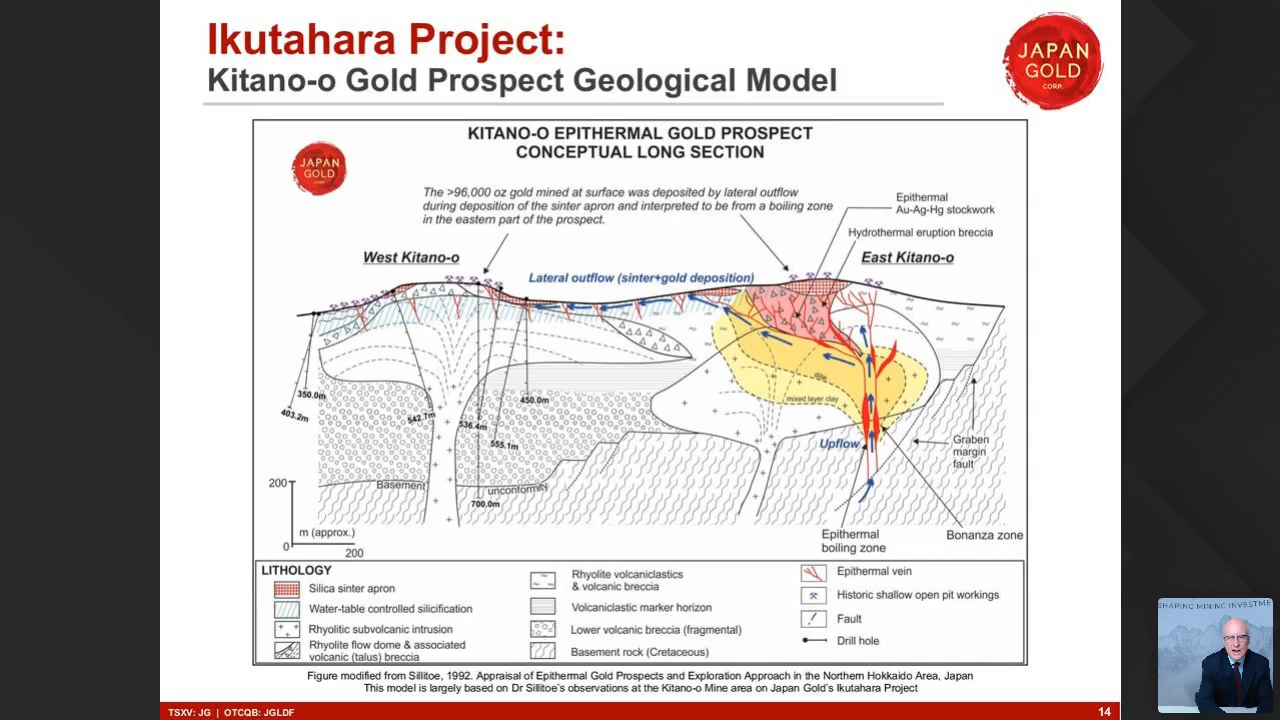 Ikutahara Project:
Kitano-o Gold Prospect Geological Model
JAPAN
GOLD
CORP.
KITANO-O EPITHERMAL GOLD PROSPECT
CONCEPTUAL LONG SECTION
JAPAN
GOLD
CORP.
The >96,000 oz gold mined at surface was deposited by lateral outflow
during deposition of the sinter apron and interpreted to be from a boiling zone
in the eastern part of the prospect.
Epithermal
Au-Ag-Hg stockwork
Hydrothermal eruption breccia
West Kitano-o
East Kitano-o
Lateral outflow (sinter+gold deposition)
350.0m
403.2m
542.7m
536.4m
555.1m
450.0m
700.0m
mixed layer clay
Upflow
Graben
margin
fault
Basement
unconformity
200
m (approx.)
0
200
Epithermal
boiling zone
Bonanza zone
LITHOLOGY
Silica sinter apron
Water-table controlled silicification
Rhyolitic subvolcanic intrusion
Rhyolite flow dome & associated
volcanic (talus) breccia
Rhyolite volcaniclastics
& volcanic breccia
Volcaniclastic marker horizon
Lower volcanic breccia (fragmental)
Basement rock (Cretaceous)
Epithermal vein
Historic shallow open pit workings
Fault
Drill hole
Figure modified from Sillitoe, 1992. Appraisal of Epithermal Gold Prospects and Exploration Approach in the Northern Hokkaido Area, Japan
This model is largely based on Dr Sillitoe's observations at the Kitano-o Mine area on Japan Gold's Ikutahara Project
TSXV: JG | OTCQB: JGLDF
14
SHAPING MINING INVESTME